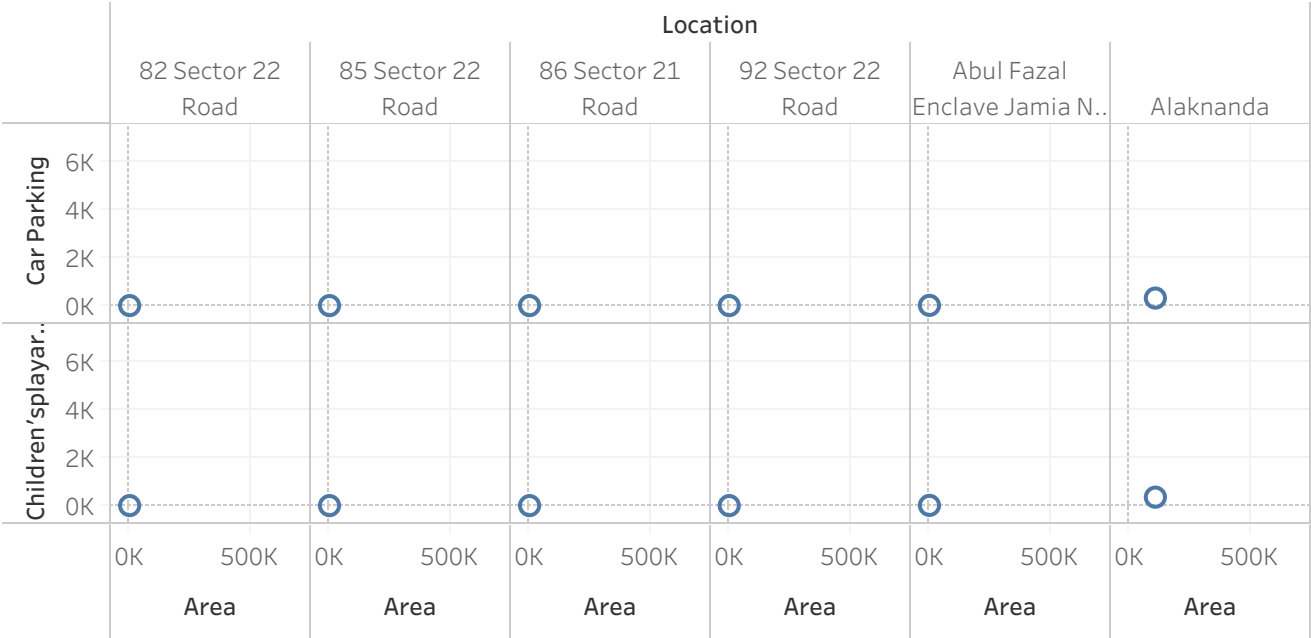 Location
82 Sector 22
Road
85 Sector 22
Road
86 Sector 21
Road
92 Sector 22
Road
Abul Fazal
Enclave Jamia N..
Alaknanda
Car Parking
6K
4K
2K
0K
Children'splayar..
6K
4K
2K
0K
0K 500K 0K 500K 0K 500K 0K 500K 0K 500K 0K 500K
Area Area Area Area Area Area